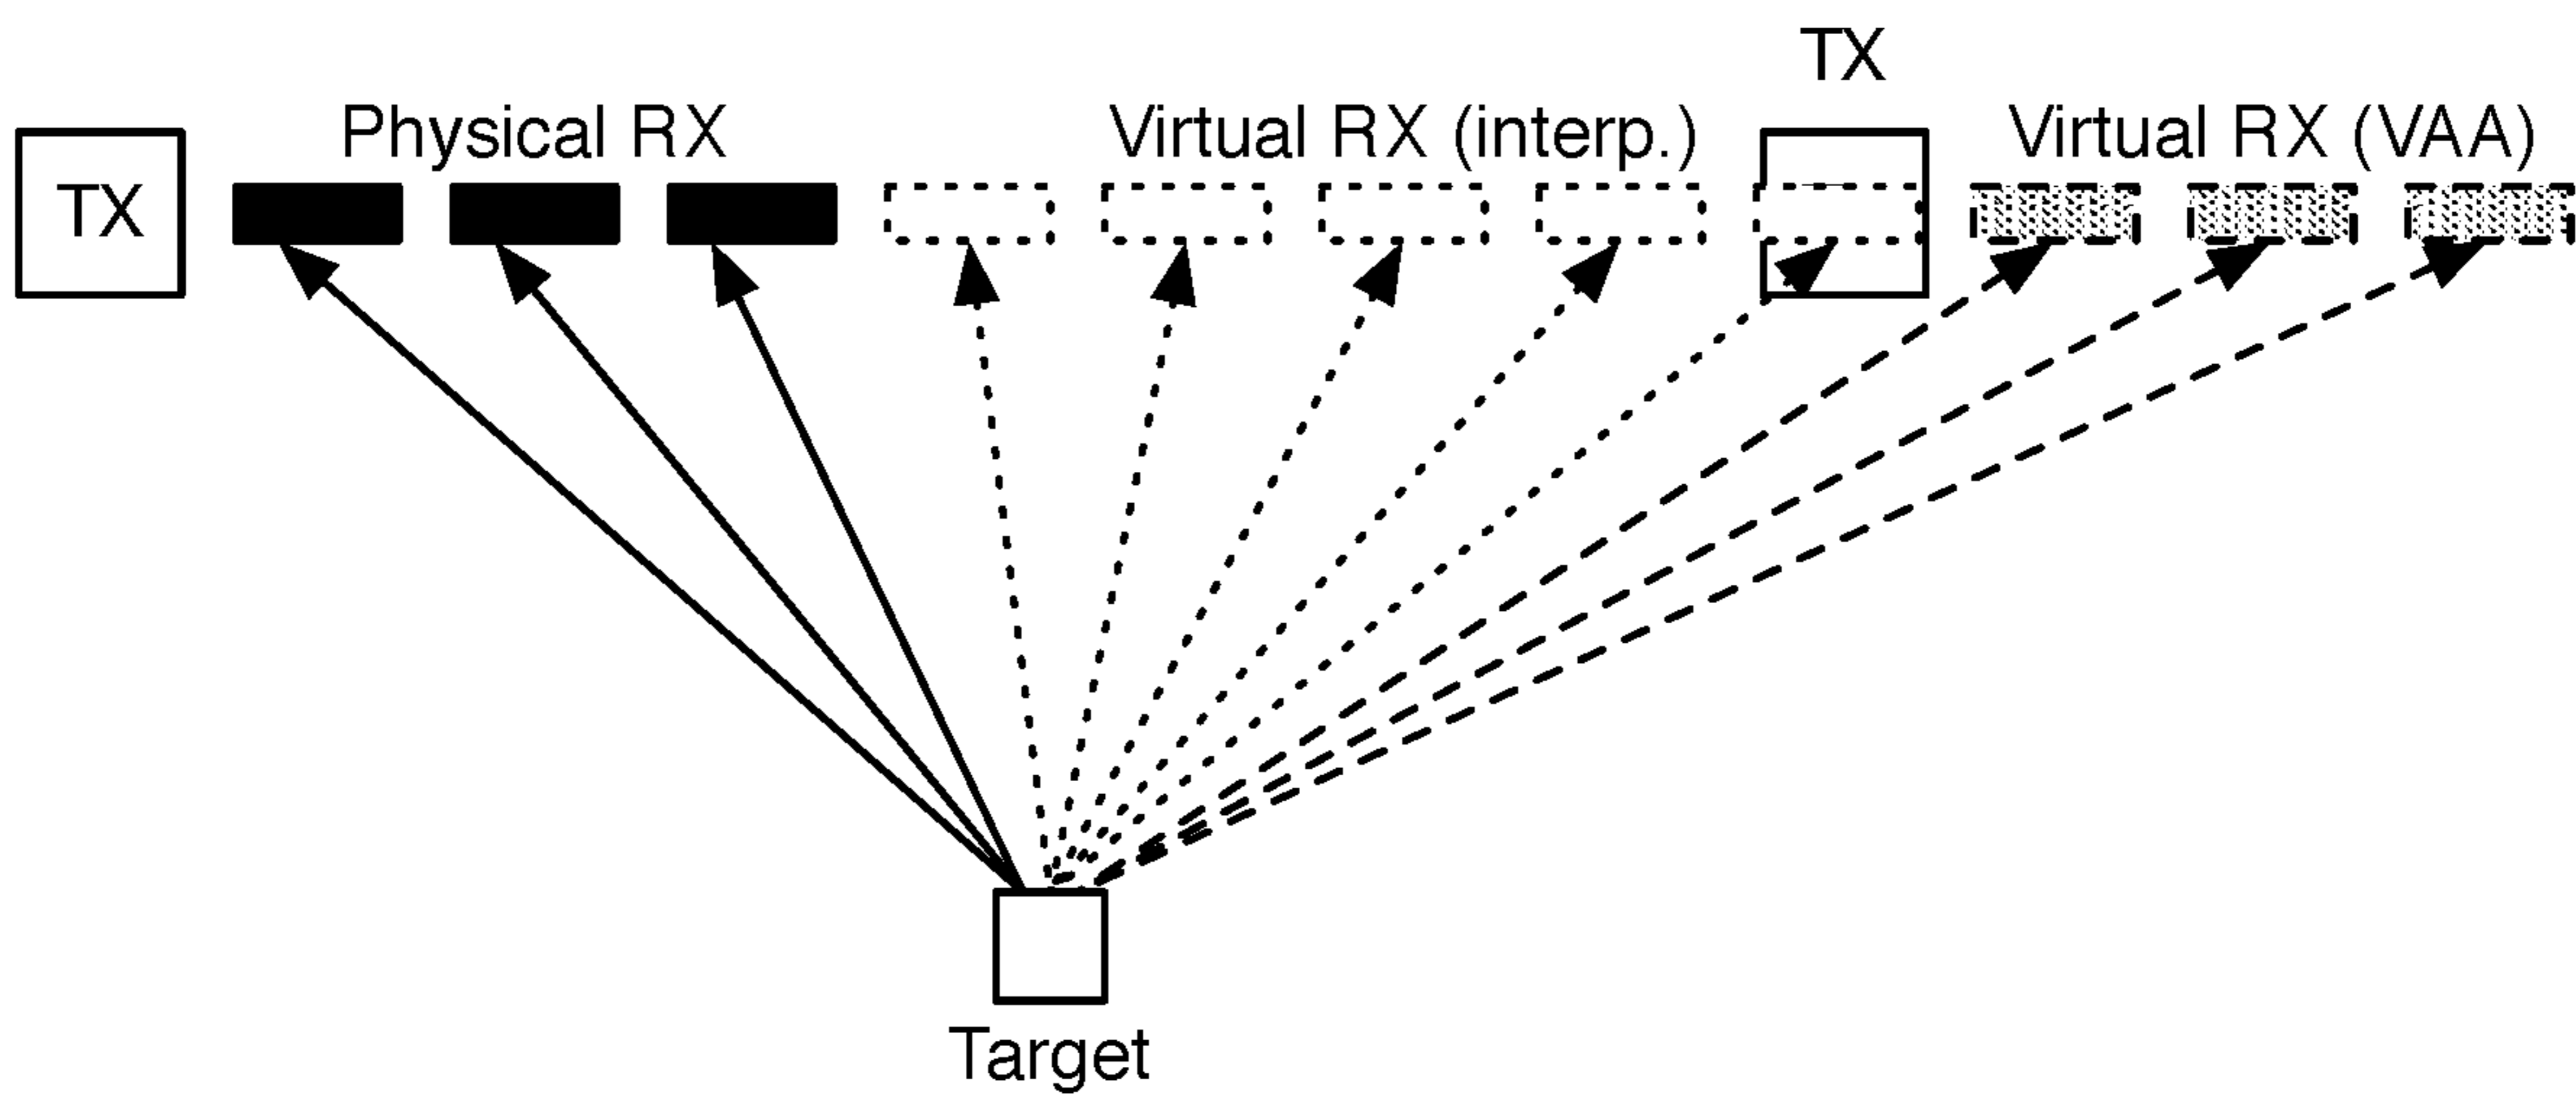 TX
Physical RX Virtual RX (interp.) Virtual RX (VAA)
TX
Target